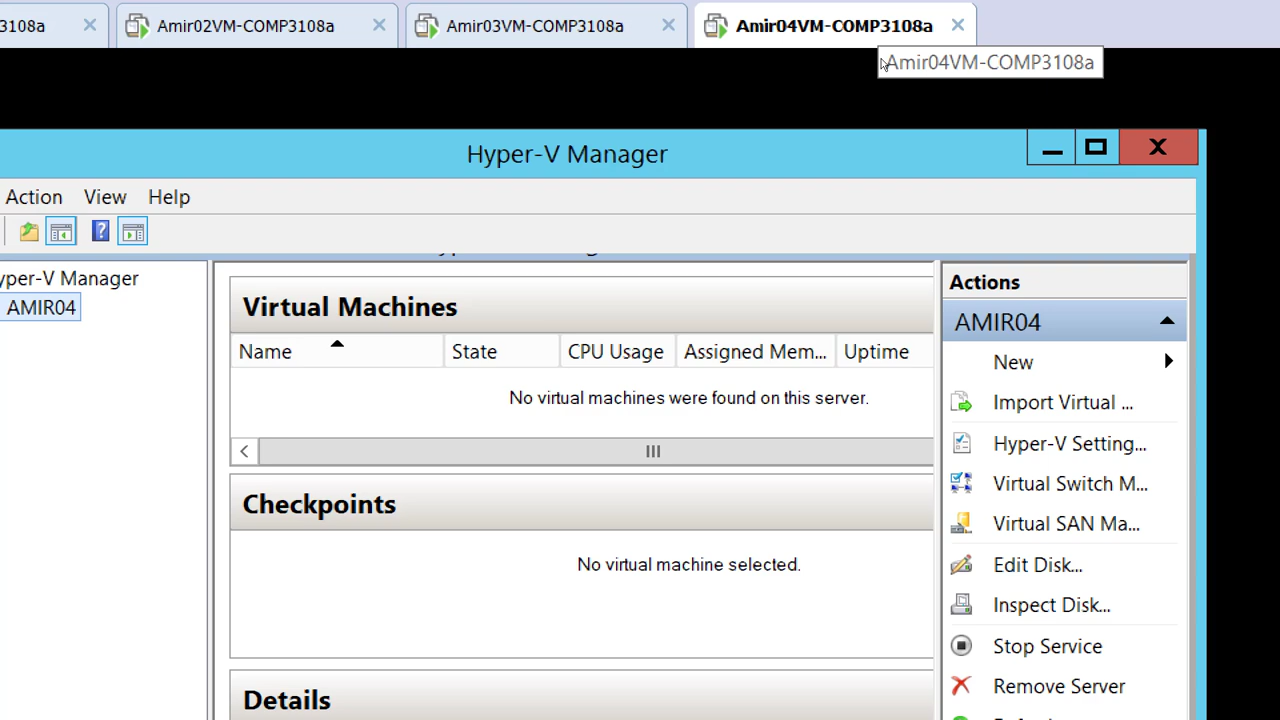 3108a
Amir02VM-COMP3108a
Amir03VM-COMP3108a
Amir04VM-COMP3108a
Amir04VM-COMP3108a
Hyper-V Manager
Action View Help
yper-V Manager
AMIR04
Virtual Machines
Name State CPU Usage Assigned Mem... Uptime
No virtual machines were found on this server.
Checkpoints
No virtual machine selected.
Details
Actions
AMIR04
New
Import Virtual ...
Hyper-V Setting...
Virtual Switch M...
Virtual SAN Ma...
Edit Disk...
Inspect Disk...
Stop Service
Remove Server